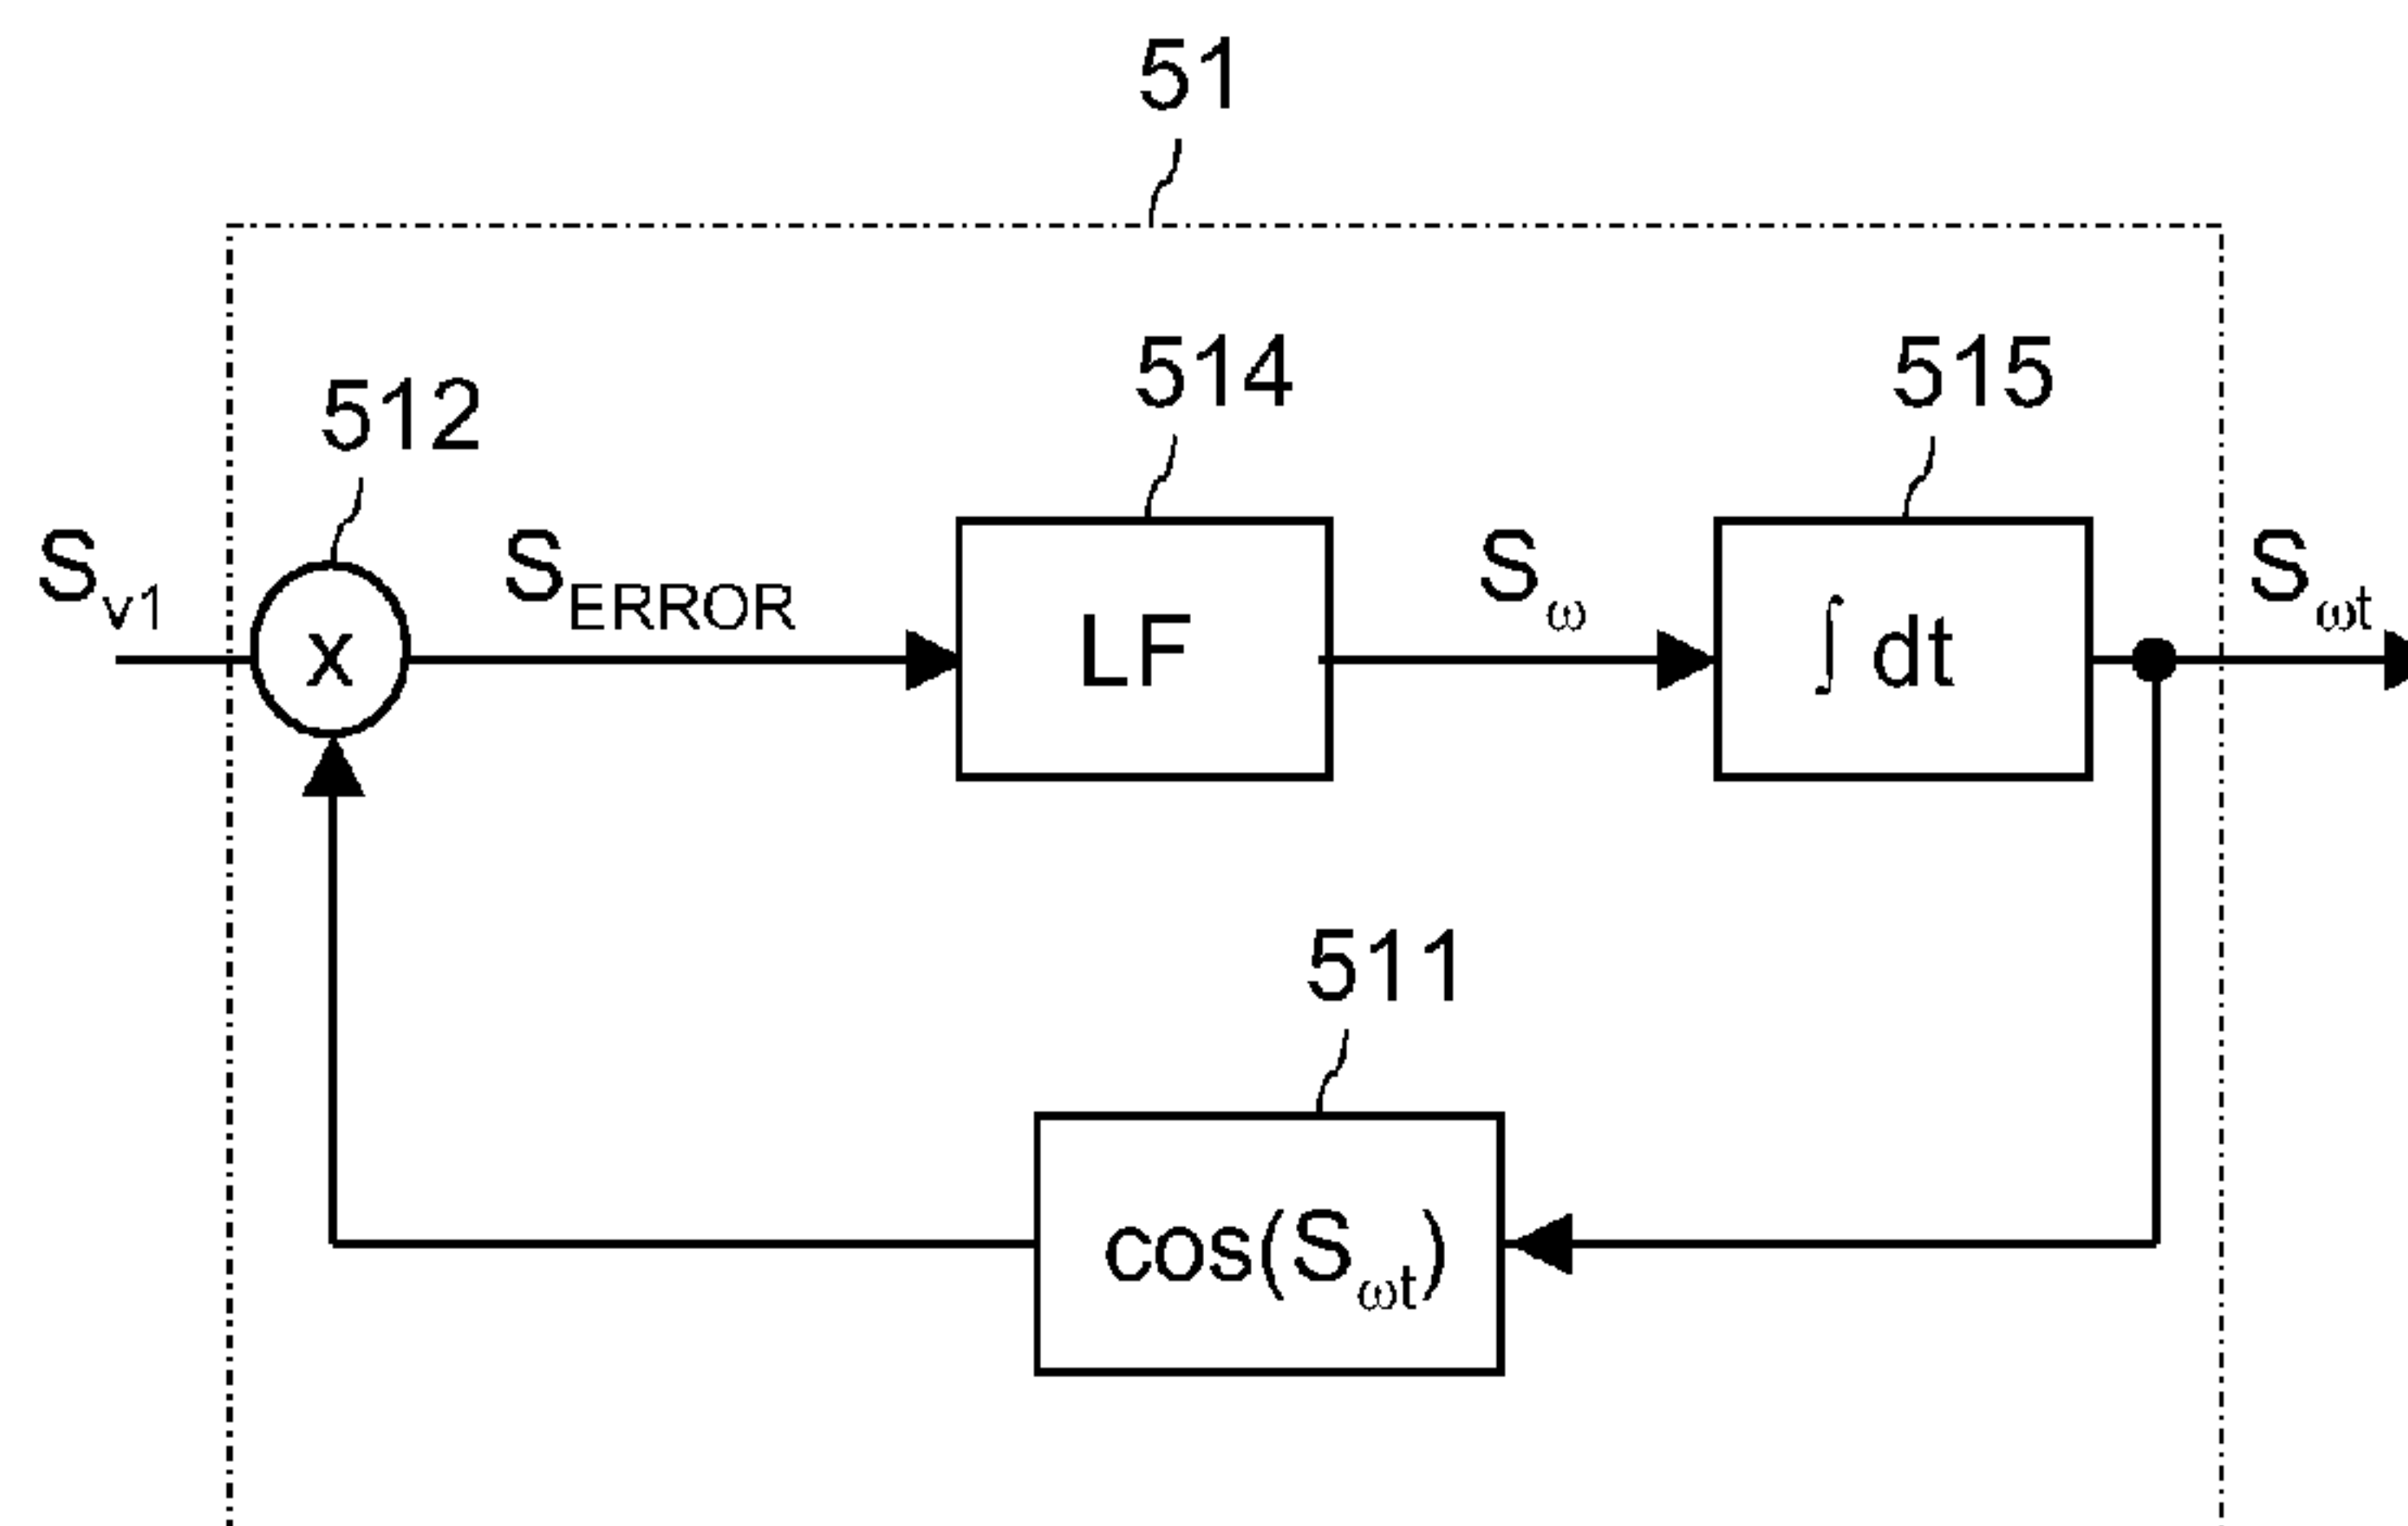 51
512
514
515
Sv1
x
SERROR
LF
Sω
∫ dt
Sωt
511
cos(Sωt)